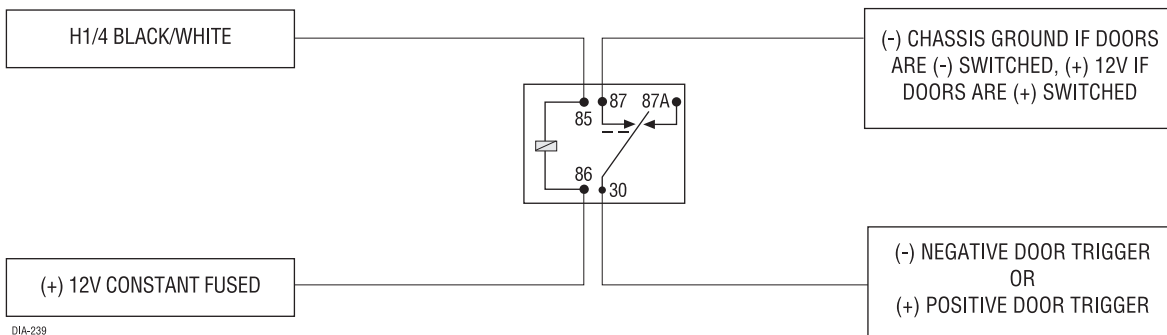 H1/4 BLACK/WHITE
(-) CHASSIS GROUND IF DOORS
ARE (-) SWITCHED, (+) 12V IF
DOORS ARE (+) SWITCHED
87 87A
85
86
30
(+) 12V CONSTANT FUSED
(-) NEGATIVE DOOR TRIGGER
OR
(+) POSITIVE DOOR TRIGGER
DIA-239